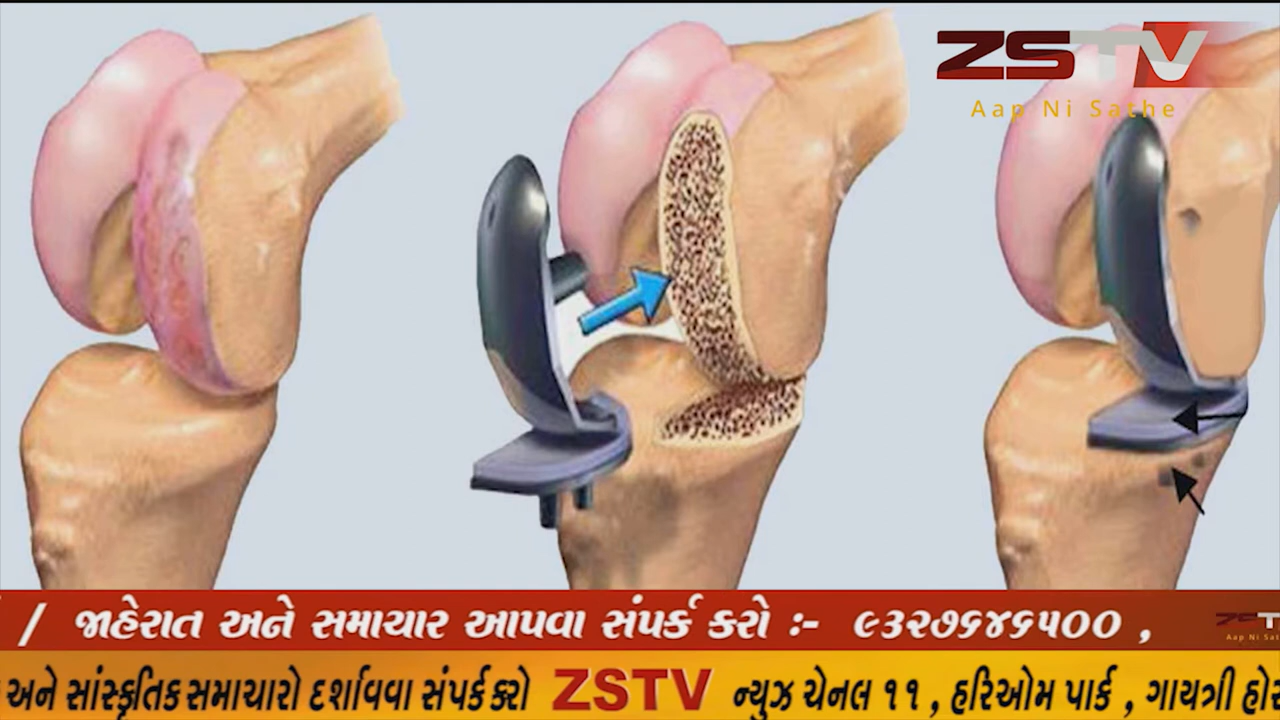 ZSTV
Aap Ni Sathe
/ જાહેરાત અને સમાચાર આપવા સંપર્ક કરો :- ૯૩૨૭૬૪૬૫૦૦ ,
અને સાંસ્કૃતિક સમાચારો દર્શાવવા સંપર્ક કરો ZSTV ન્યુઝ ચેનલ ૧૧ , હરિઓમ પાર્ક , ગાયત્રી